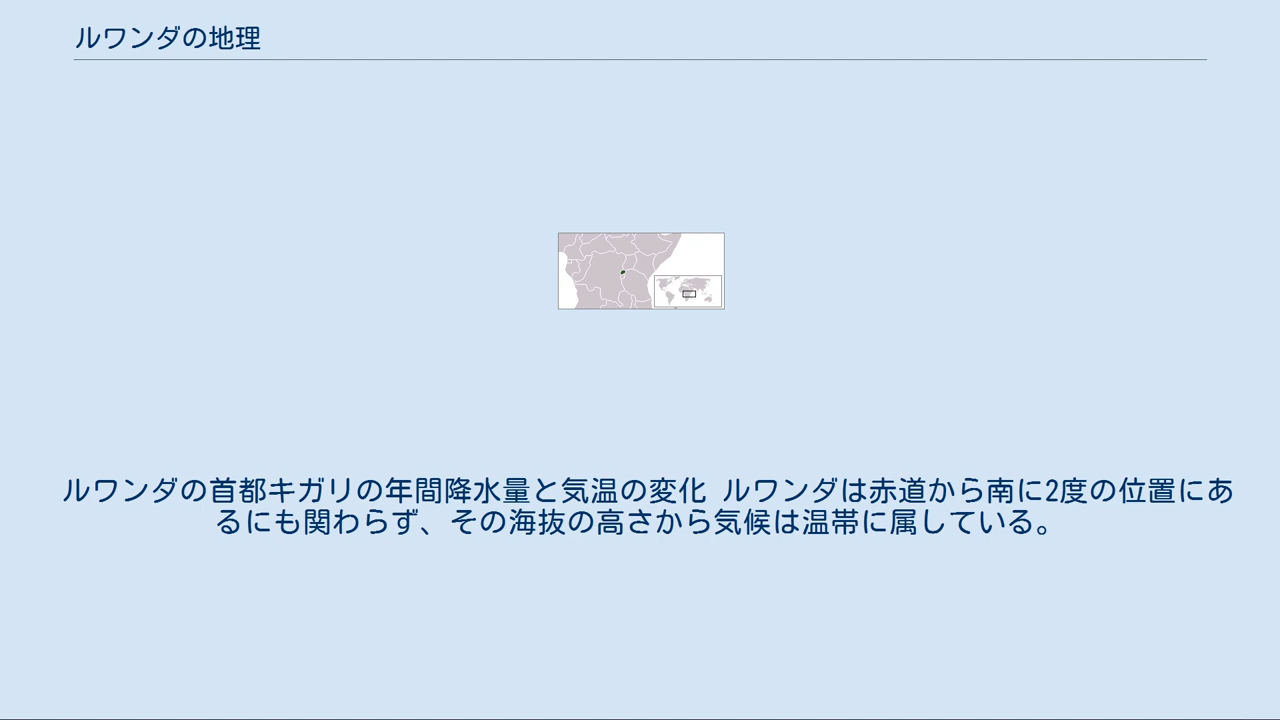 ルワンダの地理
ルワンダの首都キガリの年間降水量と気温の変化 ルワンダは赤道から南に2度の位置にあ
るにも関わらず、その海抜の高さから気候は温帯に属している。